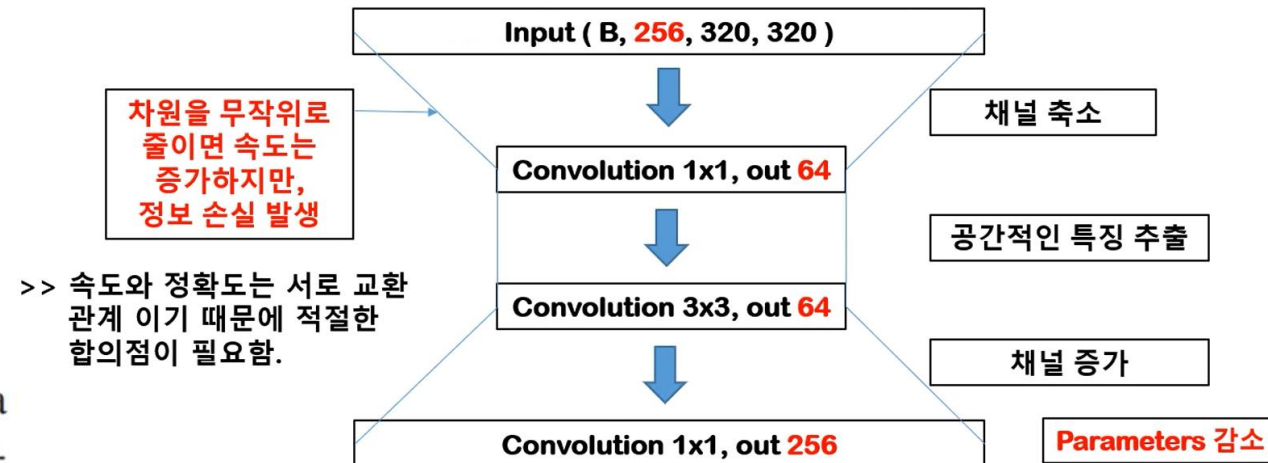 Input ( B, 256, 320, 320 )
차원을 무작위로
줄이면 속도는
증가하지만,
정보 손실 발생
채널 축소
Convolution 1x1, out 64
공간적인 특징 추출
>> 속도와 정확도는 서로 교환
관계 이기 때문에 적절한
합의점이 필요함.
Convolution 3x3, out 64
채널 증가
Convolution 1x1, out 256
Parameters 감소